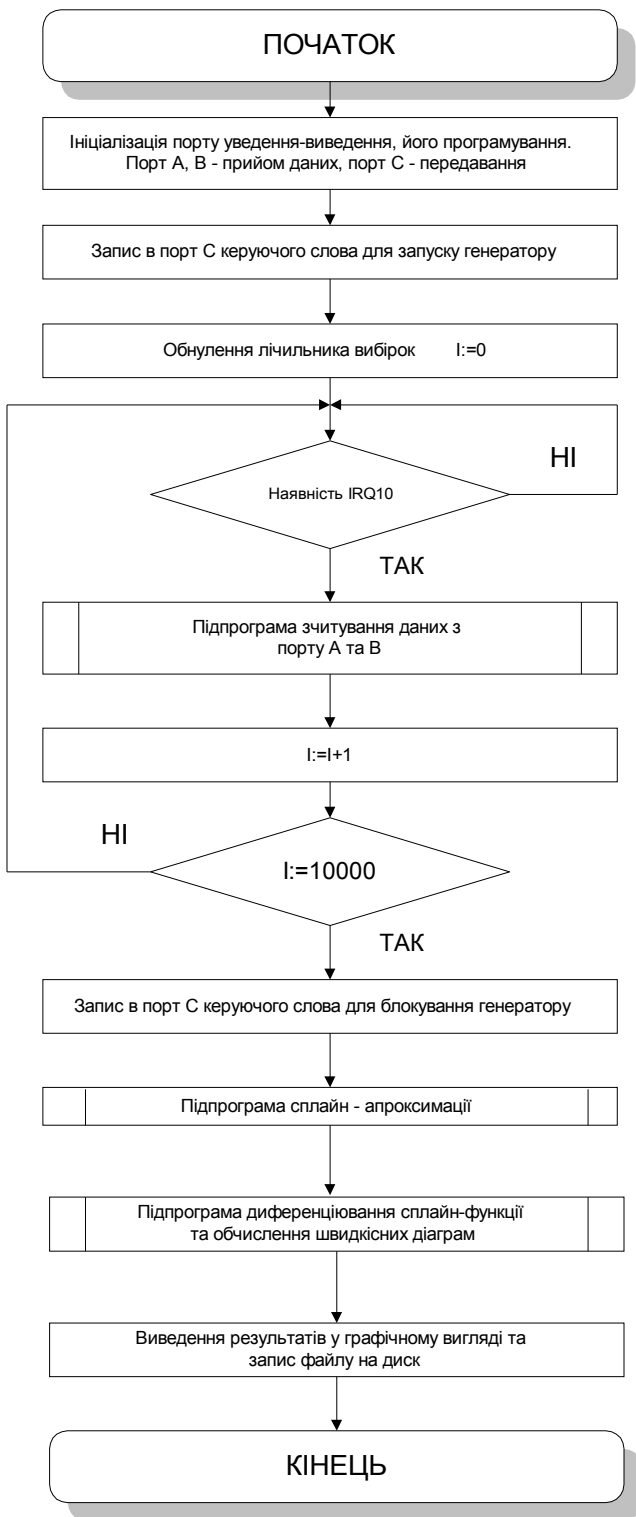 ПОЧАТОК
Ініціалізація порту уведення-виведення, його програмування.
Порт А, В - прийом даних, порт С - передавання
Запис в порт С керуючого слова для запуску генератору
Обнулення лічильника вибірок I:=0
Наявність IRQ10
НІ
ТАК
Підпрограма зчитування даних з
порту А та В
I:=I+1
НІ
I:=10000
ТАК
Запис в порт С керуючого слова для блокування генератору
Підпрограма сплайн - апроксимації
Підпрограма диференціювання сплайн-функції
та обчислення швидкісних діаграм
Виведення результатів у графічному вигляді та
запис файлу на диск
КІНЕЦЬ